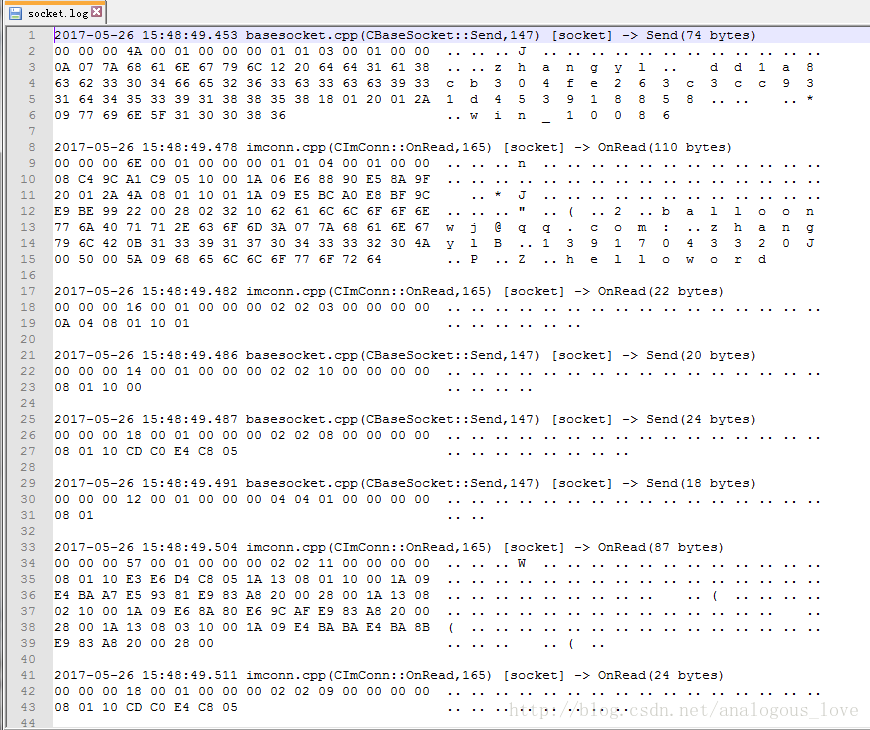 socket.log
1 2017-05-26 15:48:49.453 basesocket.cpp(CBaseSocket::Send,147) [socket] -> Send(74 bytes)
2 00 00 00 4A 00 01 00 00 00 01 01 03 00 01 00 00 .. .. .. J .. .. .. .. .. .. .. .. .. .. .. ..
3 0A 07 7A 68 61 6E 67 79 6C 12 20 64 64 31 61 38 .. .. z h a n g y l .. d d 1 a 8
4 63 62 33 30 34 66 65 32 36 33 63 33 63 63 39 33 c b 3 0 4 f e 2 6 3 c 3 c c 9 3
5 31 64 34 35 33 39 31 38 38 35 38 18 01 20 01 2A 1 d 4 5 3 9 1 8 8 5 8 .. .. .. *
6 09 77 69 6E 5F 31 30 30 38 36 .. w i n _ 1 0 0 8 6
7
8 2017-05-26 15:48:49.478 imconn.cpp(CImConn::OnRead,165) [socket] -> OnRead(110 bytes)
9 00 00 00 6E 00 01 00 00 00 01 01 04 00 01 00 00 .. .. .. n .. .. .. .. .. .. .. .. .. .. .. ..
10 08 C4 9C A1 C9 05 10 00 1A 06 E6 88 90 E5 8A 9F .. .. .. .. .. .. .. .. .. .. .. .. .. .. .. ..
11 20 01 2A 4A 08 01 10 01 1A 09 E5 BC A0 E8 BF 9C .. * J .. .. .. .. .. .. .. .. .. .. .. ..
12 E9 BE 99 22 00 28 02 32 10 62 61 6C 6C 6F 6F 6E .. .. .. " .. ( .. 2 .. b a l l o o n
13 77 6A 40 71 71 2E 63 6F 6D 3A 07 7A 68 61 6E 67 w j @ q q . c o m : .. z h a n g
14 79 6C 42 0B 31 33 39 31 37 30 34 33 33 32 30 4A y l B .. 1 3 9 1 7 0 4 3 3 2 0 J
15 00 50 00 5A 09 68 65 6C 6C 6F 77 6F 72 64 .. P .. Z .. h e l l o w o r d
16
17 2017-05-26 15:48:49.482 imconn.cpp(CImConn::OnRead,165) [socket] -> OnRead(22 bytes)
18 00 00 00 16 00 01 00 00 00 02 02 03 00 00 00 00 .. .. .. .. .. .. .. .. .. .. .. .. .. .. .. ..
19 0A 04 08 01 10 01 .. .. .. .. .. ..
20
21 2017-05-26 15:48:49.486 basesocket.cpp(CBaseSocket::Send,147) [socket] -> Send(20 bytes)
22 00 00 00 14 00 01 00 00 00 02 02 10 00 00 00 00 .. .. .. .. .. .. .. .. .. .. .. .. .. .. .. ..
23 08 01 10 00 .. .. .. ..
24
25 2017-05-26 15:48:49.487 basesocket.cpp(CBaseSocket::Send,147) [socket] -> Send(24 bytes)
26 00 00 00 18 00 01 00 00 00 02 02 08 00 00 00 00 .. .. .. .. .. .. .. .. .. .. .. .. .. .. .. ..
27 08 01 10 CD C0 E4 C8 05 .. .. .. .. .. .. .. ..
28
29 2017-05-26 15:48:49.491 basesocket.cpp(CBaseSocket::Send,147) [socket] -> Send(18 bytes)
30 00 00 00 12 00 01 00 00 00 04 04 01 00 00 00 00 .. .. .. .. .. .. .. .. .. .. .. .. .. .. .. ..
31 08 01 .. ..
32
33 2017-05-26 15:48:49.504 imconn.cpp(CImConn::OnRead,165) [socket] -> OnRead(87 bytes)
34 00 00 00 57 00 01 00 00 00 02 02 11 00 00 00 00 .. .. .. W .. .. .. .. .. .. .. .. .. .. .. ..
35 08 01 10 E3 E6 D4 C8 05 1A 13 08 01 10 00 1A 09 .. .. .. .. .. .. .. .. .. .. .. .. .. .. .. ..
36 E4 BA A7 E5 93 81 E9 83 A8 20 00 28 00 1A 13 08 .. .. .. .. .. .. .. .. .. .. ( .. .. .. ..
37 02 10 00 1A 09 E6 8A 80 E6 9C AF E9 83 A8 20 00 .. .. .. .. .. .. .. .. .. .. .. .. .. .. ..
38 28 00 1A 13 08 03 10 00 1A 09 E4 BA BA E4 BA 8B ( .. .. .. .. .. .. .. .. .. .. .. .. .. .. ..
39 E9 83 A8 20 00 28 00 .. .. .. .. ( ..
40
41 2017-05-26 15:48:49.511 imconn.cpp(CImConn::OnRead,165) [socket] -> OnRead(24 bytes)
42 00 00 00 18 00 01 00 00 00 02 02 09 00 00 00 00 .. .. .. .. .. .. .. .. .. .. .. .. .. .. .. ..
43 08 01 10 CD C0 E4 C8 05 .. .. .. .. .. .. .. ..
http://blog.csdn.net/analogous_love
44